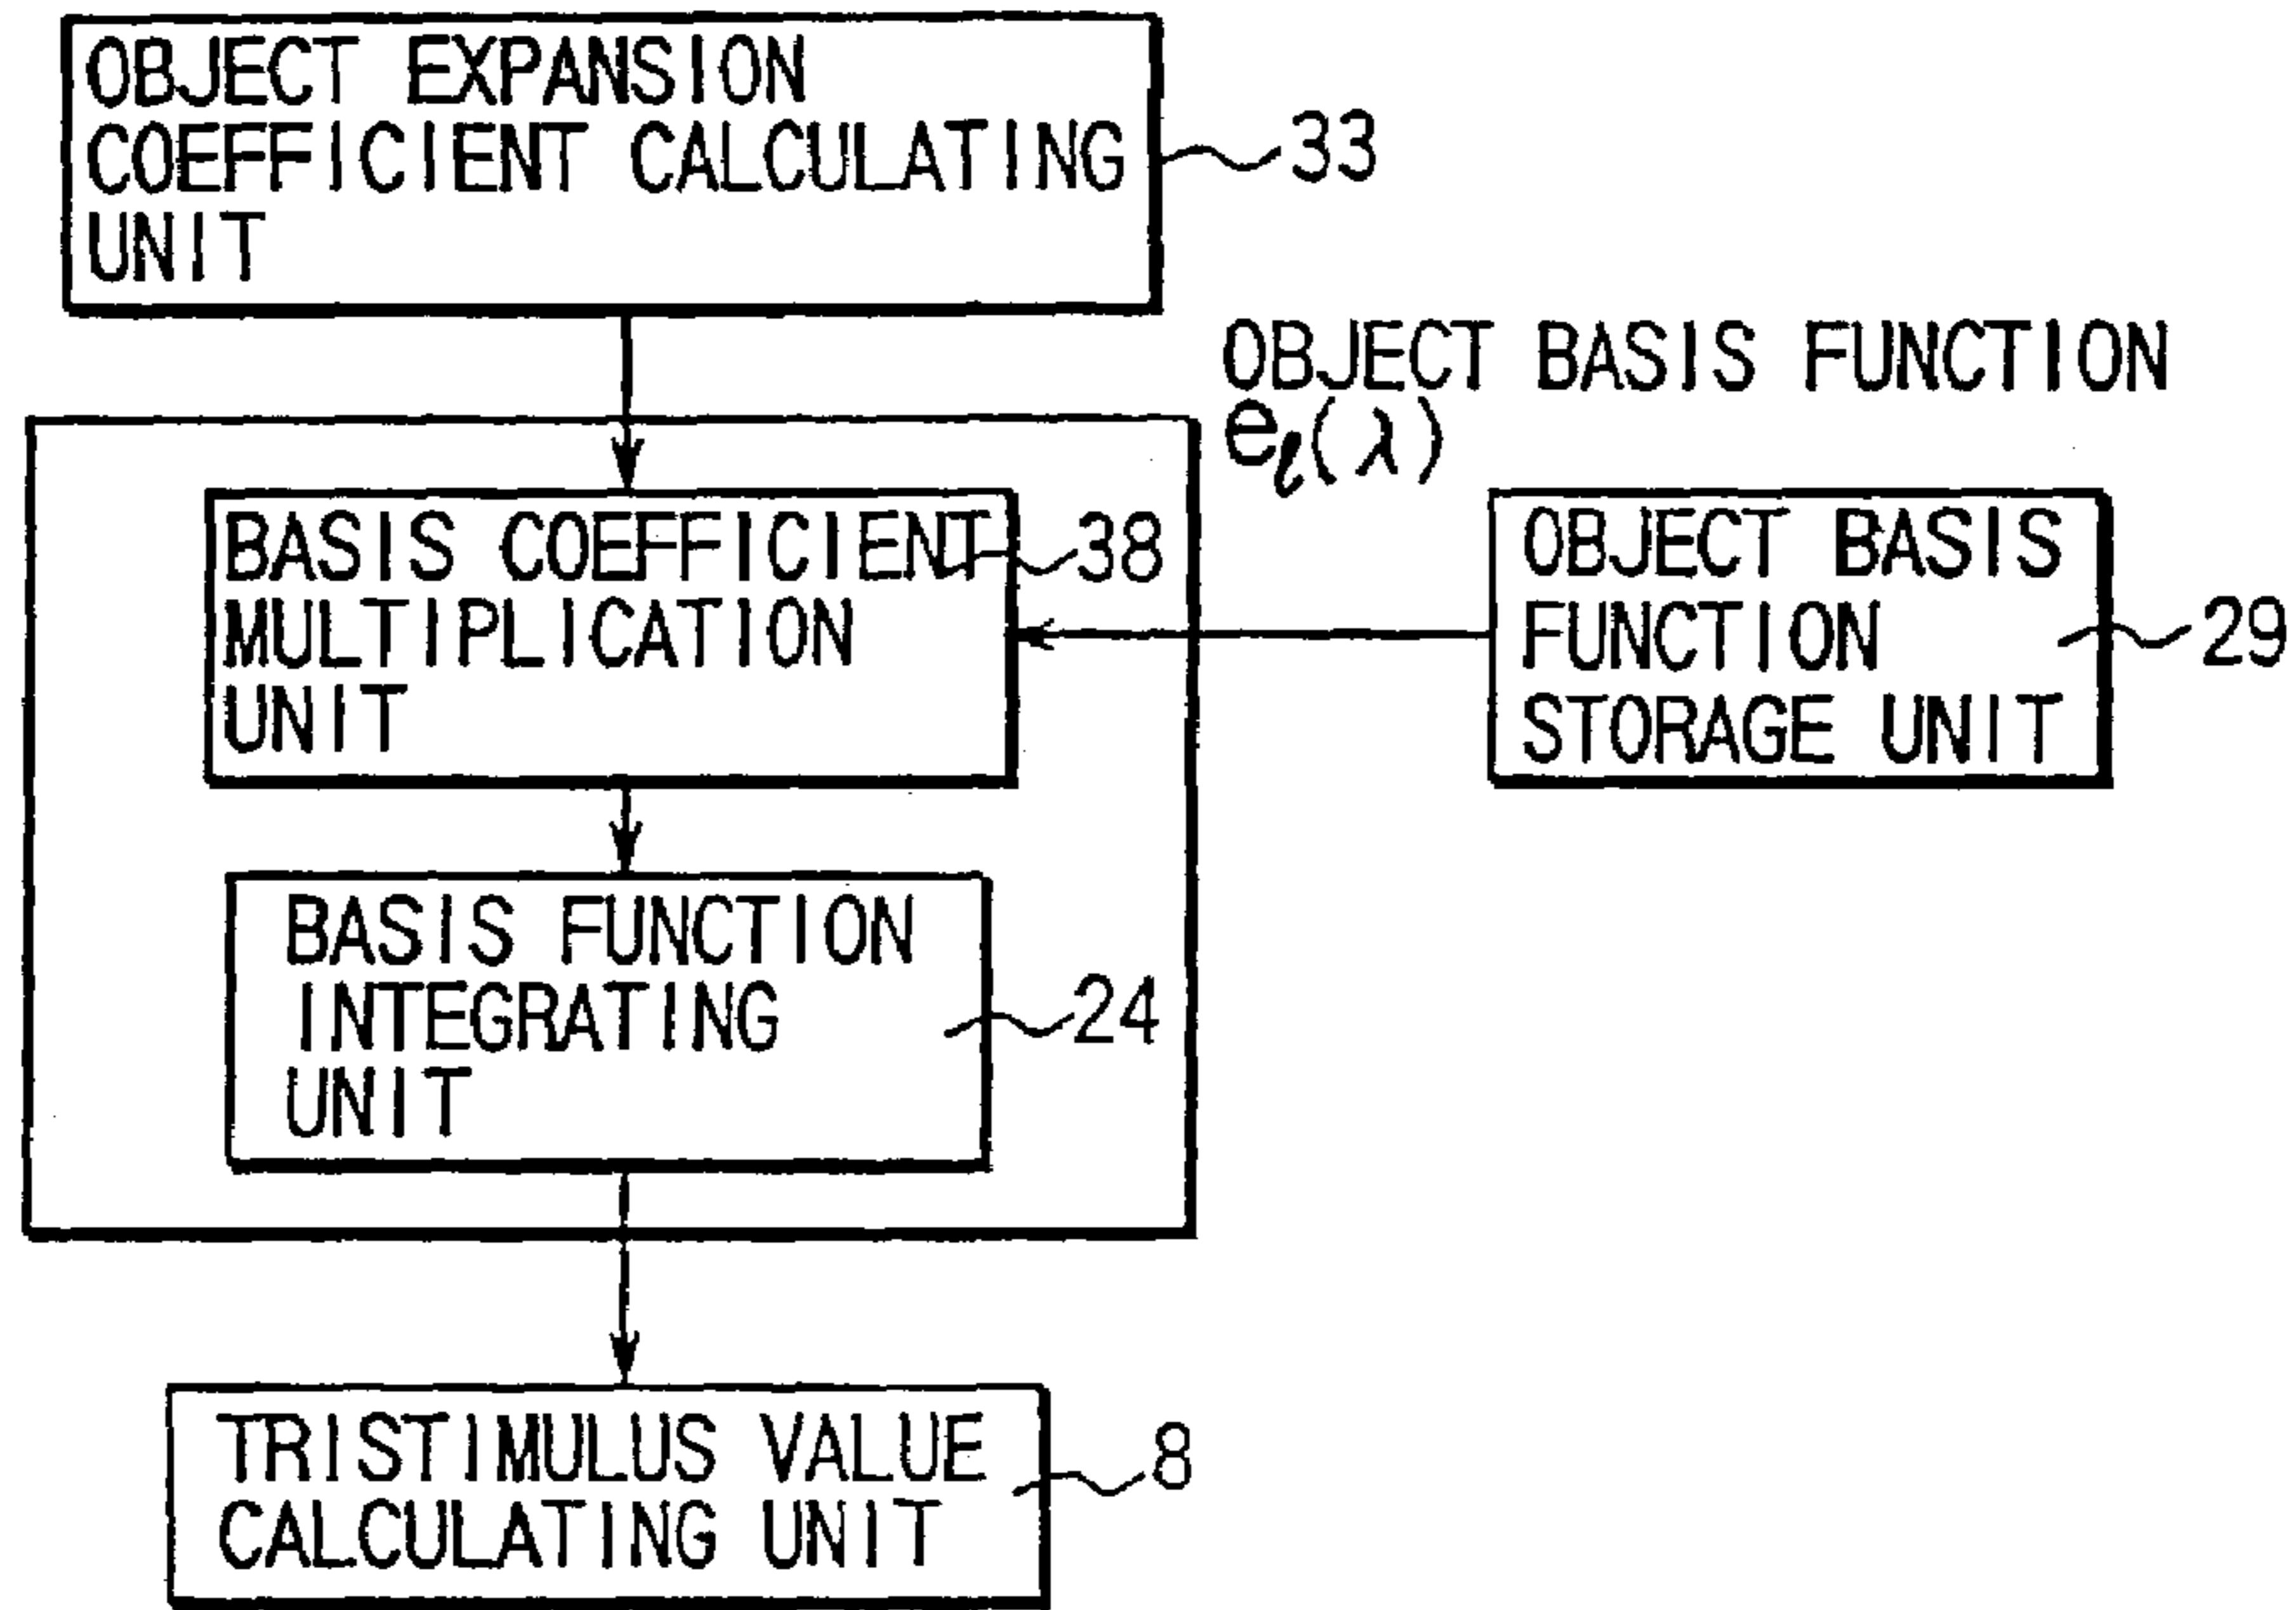 OBJECT EXPANSION
COEFFICIENT CALCULATING
UNIT
33
OBJECT BASIS FUNCTION
eℓ(λ)
BASIS COEFFICIENT
MULTIPLICATION
UNIT
38
OBJECT BASIS
FUNCTION
STORAGE UNIT
29
BASIS FUNCTION
INTEGRATING
UNIT
24
TRISTIMULUS VALUE
CALCULATING UNIT
8